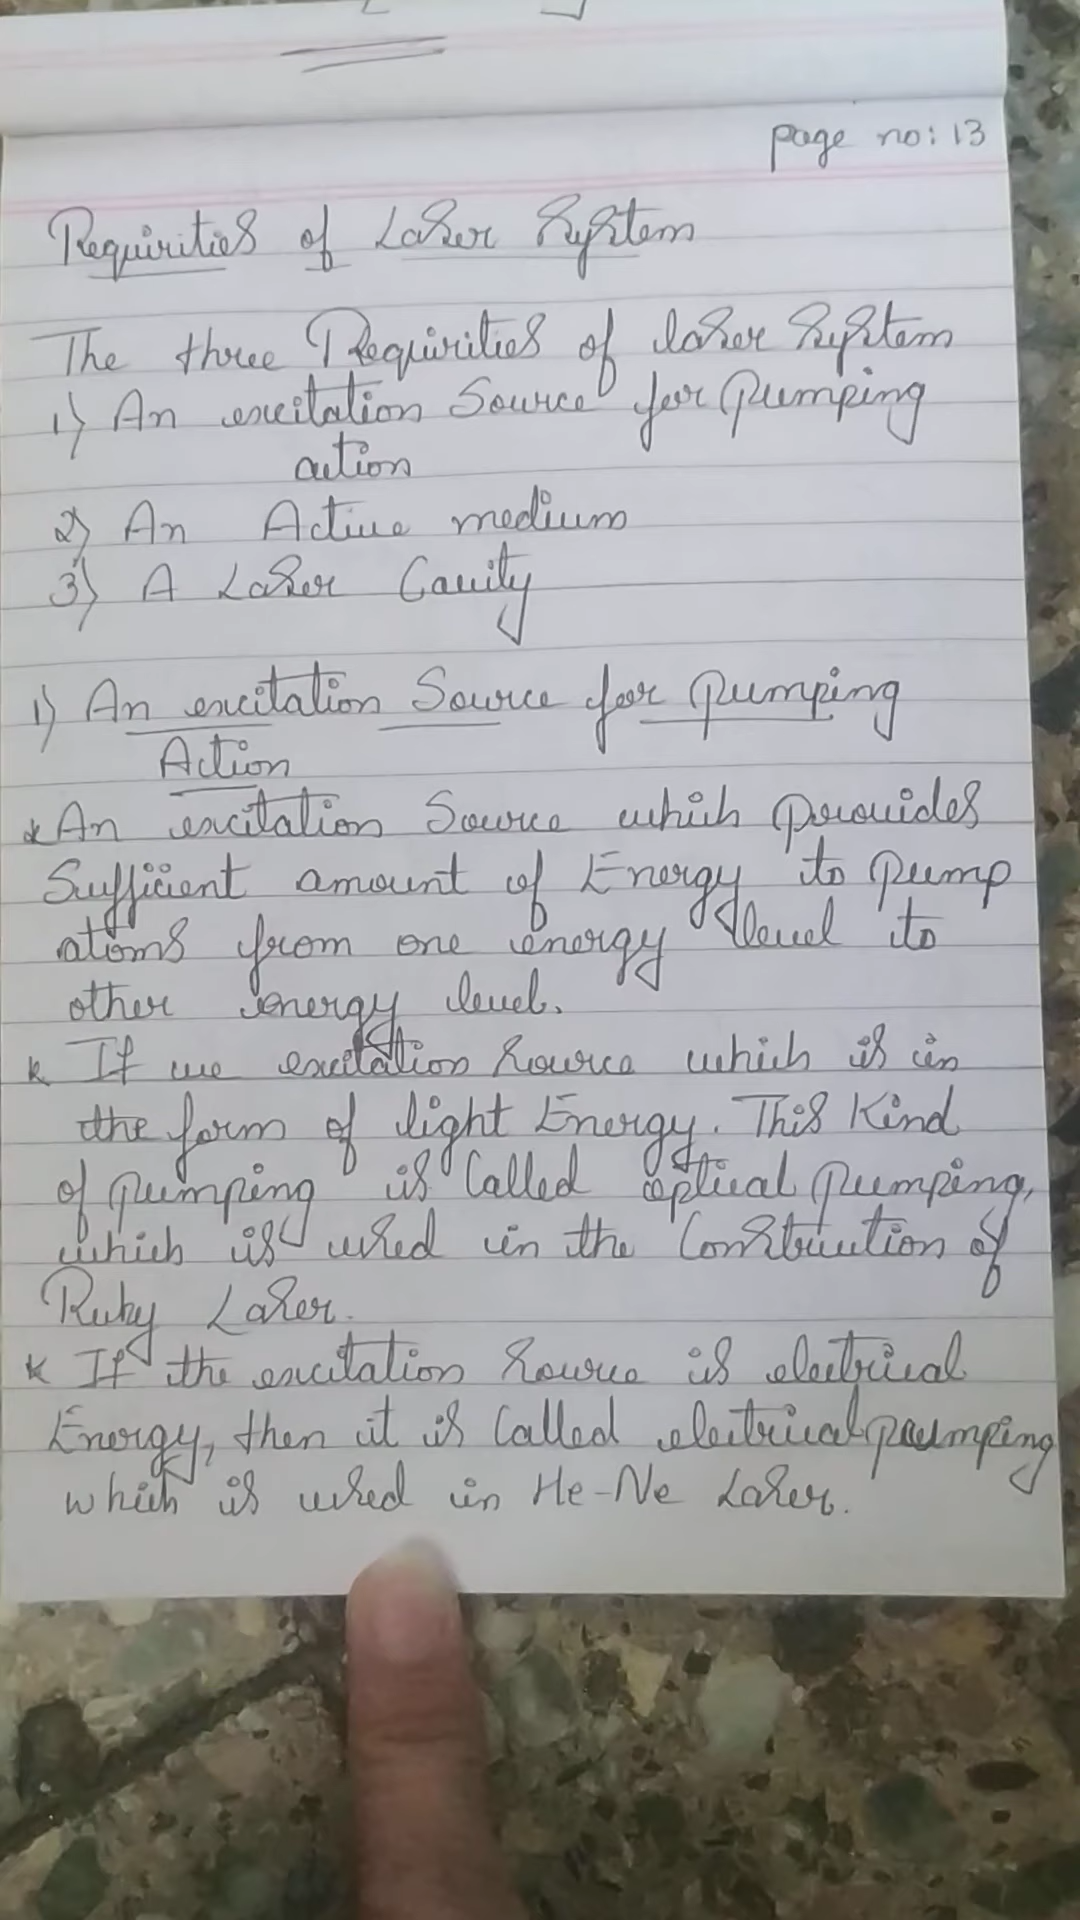 page no: 13
Requirities of Laser System
The three Requirities of laser System
1) An excitation Source for pumping
action
2) An Active medium
3) A Laser Cavity
1) An excitation Source for pumping
Action
* An excitation Source which provides
Sufficient amount of Energy to pump
atoms from one energy level to
other energy level.
* If we excitation Source which is in
the form of light Energy. This Kind
of pumping is Called optical pumping,
which is used in the Construction of
Ruby Laser.
* If the excitation Source is electrical
Energy, then it is Called electrical pumping
which is used in He-Ne Laser.